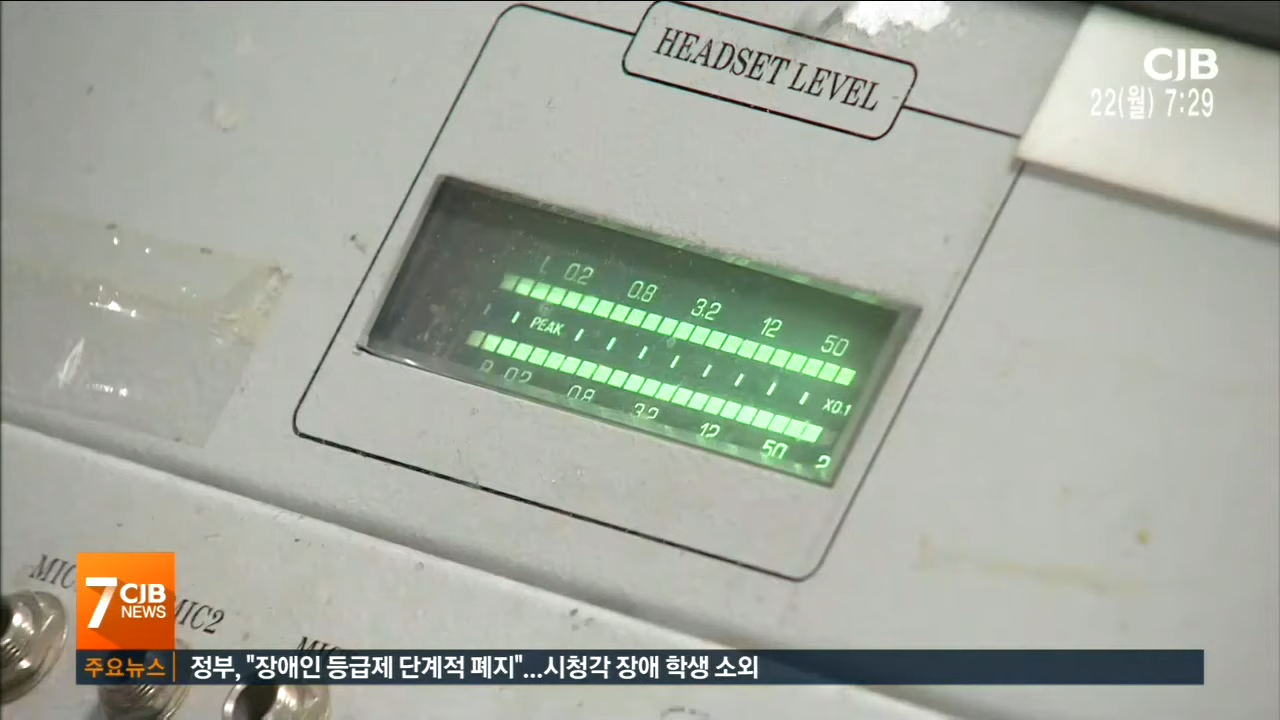 HEADSET LEVEL
CJB
22(월) 7:29
L 0.2 0.8 3.2 12 50
PEAK
X0.1
R 0.2 0.8 3.2 12 50 2
MIC
MIC2
7 CJB NEWS
주요뉴스 정부, "장애인 등급제 단계적 폐지"...시청각 장애 학생 소외